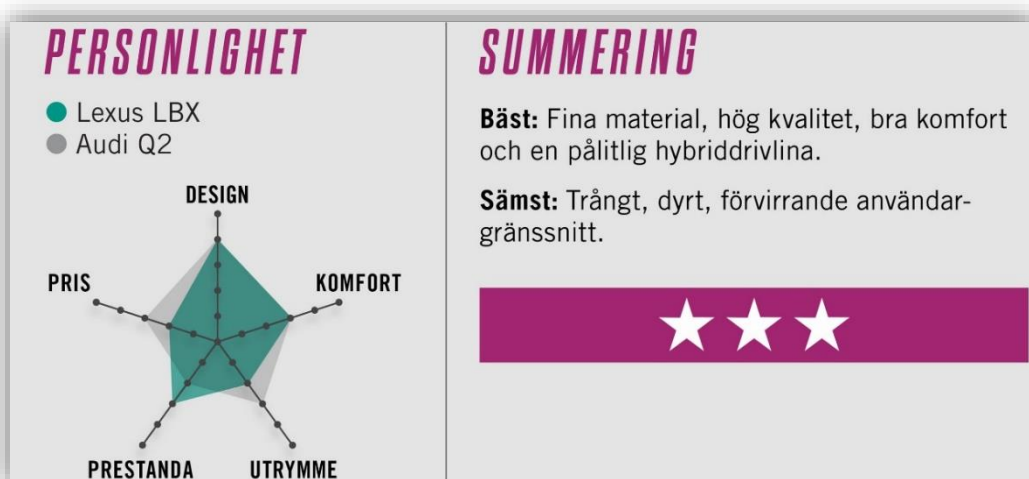 PERSONLIGHET
Lexus LBX
Audi Q2
DESIGN
PRIS
KOMFORT
PRESTANDA
UTRYMME
SUMMERING
Bäst: Fina material, hög kvalitet, bra komfort
och en pålitlig hybriddrivlina.
Sämst: Trångt, dyrt, förvirrande användar-
gränssnitt.